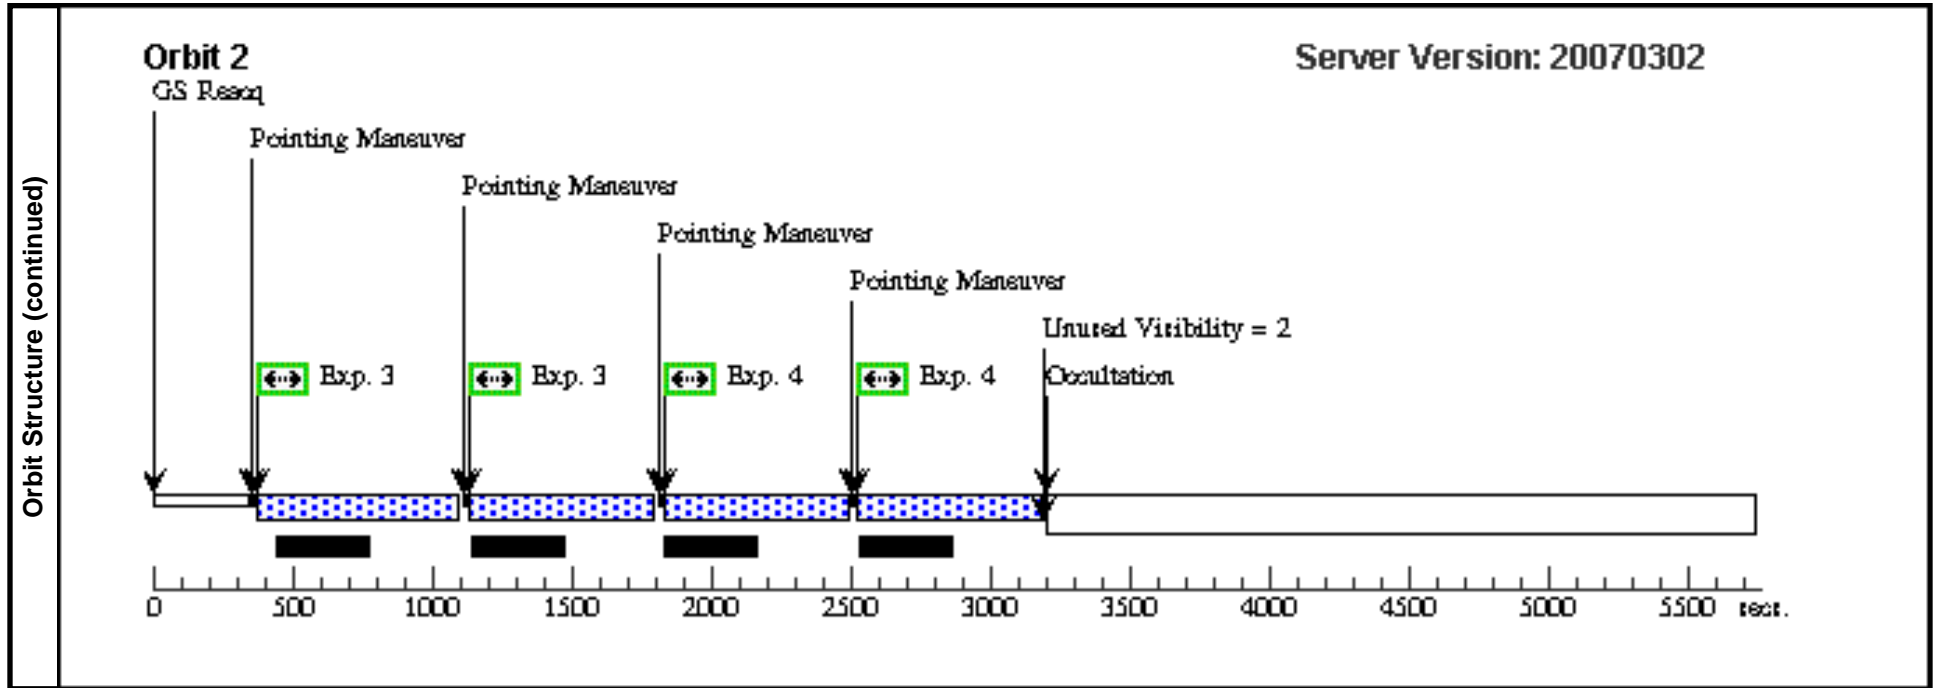 Orbit Structure (continued)
Orbit 2
Server Version: 20070302
GS Reacq
Pointing Maneuver
Pointing Maneuver
Pointing Maneuver
Pointing Maneuver
Unused Visibility = 2
Exp. 3
Exp. 3
Exp. 4
Exp. 4
Occultation
0 500 1000 1500 2000 2500 3000 3500 4000 4500 5000 5500 secs.